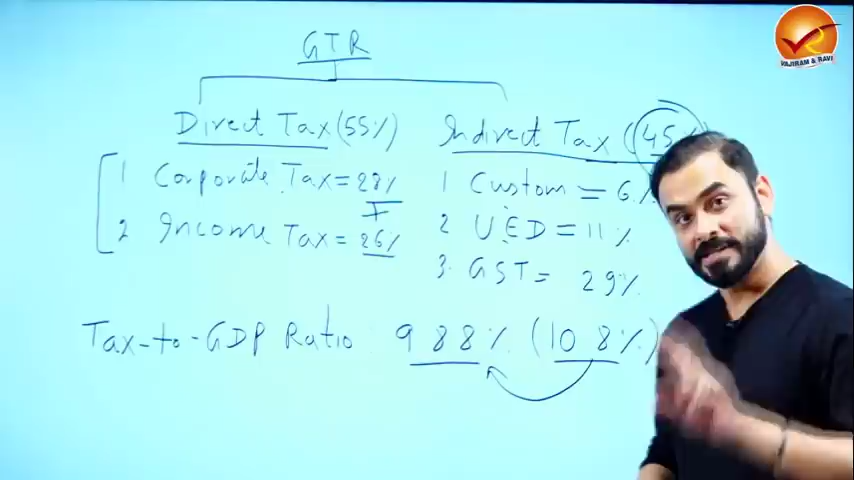 VAJIRAM & RAVI
GTR
Direct Tax (55%) Indirect Tax (45%
1 Corporate Tax = 28% 1 Custom = 6%
I
2 Income Tax = 26% 2 UED = 11%
3. GST = 29%
Tax-to-GDP Ratio: 9 88% (10 8%)